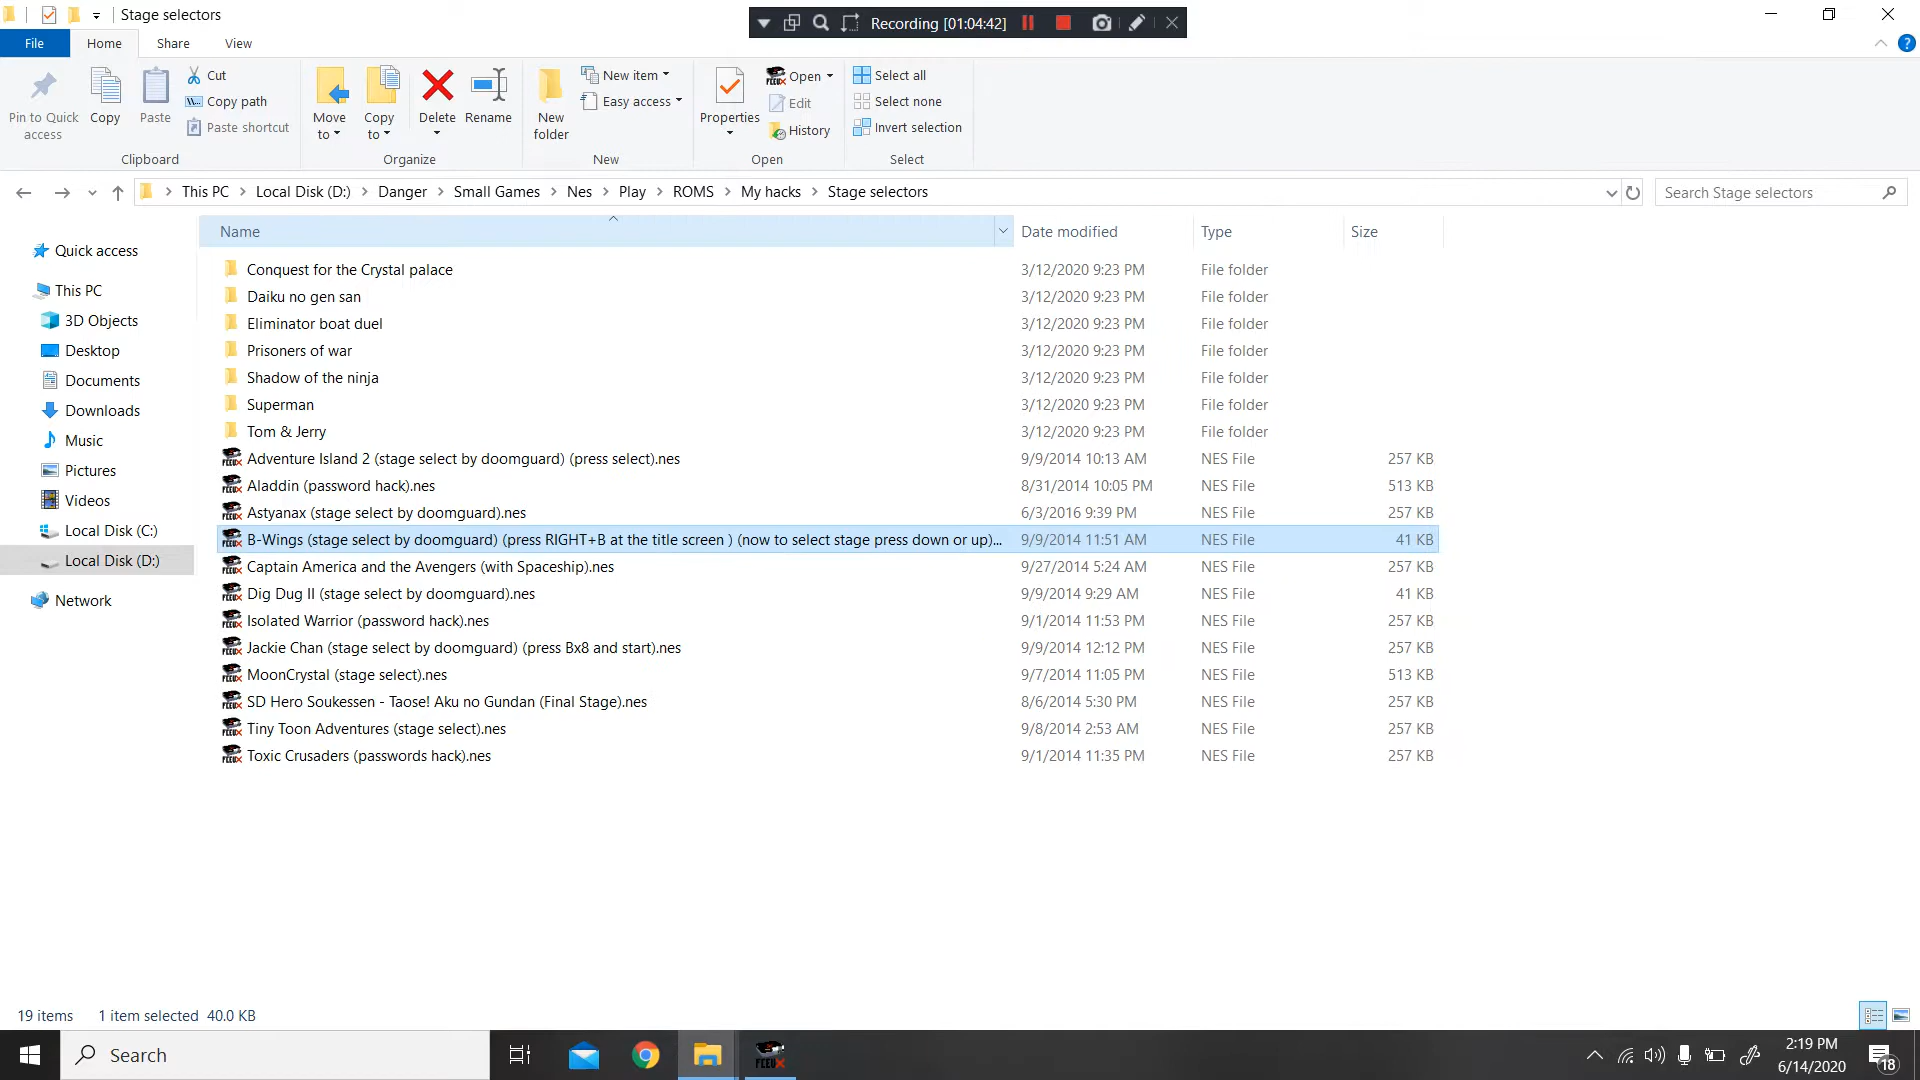 Stage selectors
Recording [01:04:42]
File Home Share View
Pin to Quick access
Copy
Paste
Cut
Copy path
Paste shortcut
Clipboard
Move to
Copy to
Delete
Rename
Organize
New folder
New item
Easy access
New
Properties
Open
Edit
History
Open
Select all
Select none
Invert selection
Select
This PC Local Disk (D:) Danger Small Games Nes Play ROMS My hacks Stage selectors
Search Stage selectors
Quick access
This PC
3D Objects
Desktop
Documents
Downloads
Music
Pictures
Videos
Local Disk (C:)
Local Disk (D:)
Network
Name Date modified Type Size
Conquest for the Crystal palace 3/12/2020 9:23 PM File folder
Daiku no gen san 3/12/2020 9:23 PM File folder
Eliminator boat duel 3/12/2020 9:23 PM File folder
Prisoners of war 3/12/2020 9:23 PM File folder
Shadow of the ninja 3/12/2020 9:23 PM File folder
Superman 3/12/2020 9:23 PM File folder
Tom & Jerry 3/12/2020 9:23 PM File folder
Adventure Island 2 (stage select by doomguard) (press select).nes 9/9/2014 10:13 AM NES File 257 KB
Aladdin (password hack).nes 8/31/2014 10:05 PM NES File 513 KB
Astyanax (stage select by doomguard).nes 6/3/2016 9:39 PM NES File 257 KB
B-Wings (stage select by doomguard) (press RIGHT+B at the title screen ) (now to select stage press down or up)... 9/9/2014 11:51 AM NES File 41 KB
Captain America and the Avengers (with Spaceship).nes 9/27/2014 5:24 AM NES File 257 KB
Dig Dug II (stage select by doomguard).nes 9/9/2014 9:29 AM NES File 41 KB
Isolated Warrior (password hack).nes 9/1/2014 11:53 PM NES File 257 KB
Jackie Chan (stage select by doomguard) (press Bx8 and start).nes 9/9/2014 12:12 PM NES File 257 KB
MoonCrystal (stage select).nes 9/7/2014 11:05 PM NES File 513 KB
SD Hero Soukessen - Taose! Aku no Gundan (Final Stage).nes 8/6/2014 5:30 PM NES File 257 KB
Tiny Toon Adventures (stage select).nes 9/8/2014 2:53 AM NES File 257 KB
Toxic Crusaders (passwords hack).nes 9/1/2014 11:35 PM NES File 257 KB
19 items 1 item selected 40.0 KB
Search
2:19 PM
6/14/2020
18